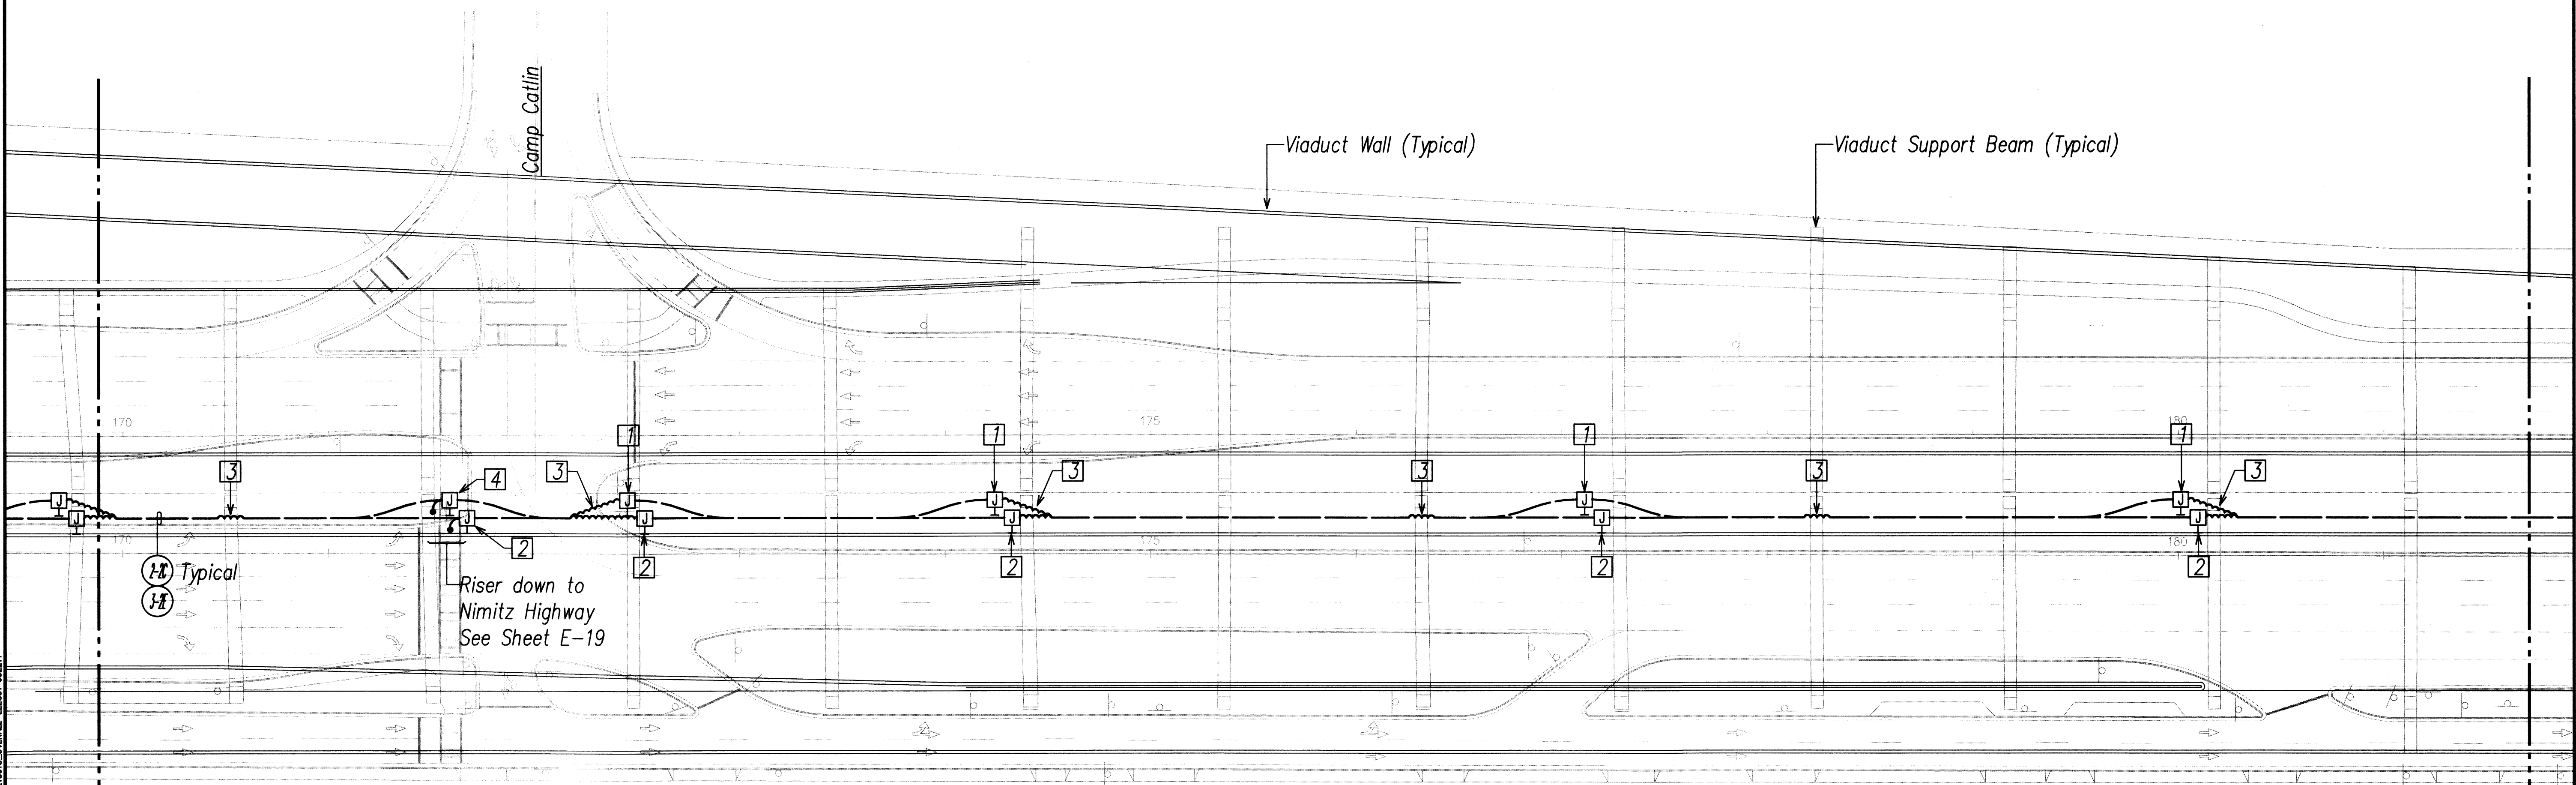 Camp Catlin
Viaduct Wall (Typical)
Viaduct Support Beam (Typical)
170
175
180
1
1
1
1
3
3
4
3
3
3
3
J
J
J
J
J
J
J
J
J
J
J
J
170
175
180
2
2
2
2
2
Typical
Riser down to
Nimitz Highway
See Sheet E-19